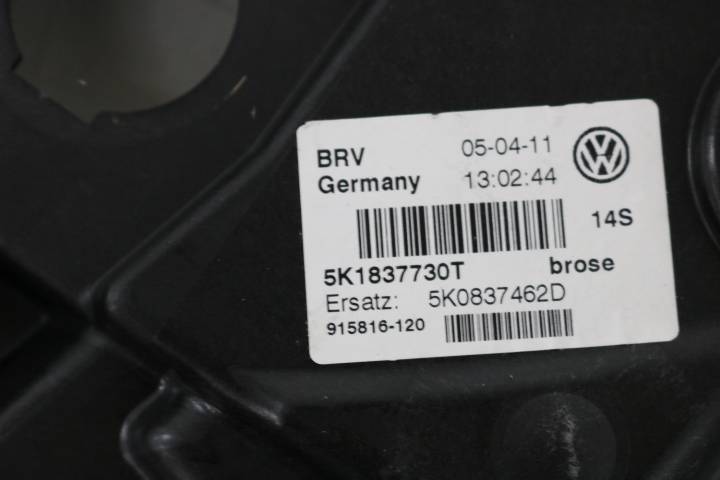 BRV 05-04-11
Germany 13:02:44
14S
5K1837730T brose
Ersatz: 5K0837462D
915816-120